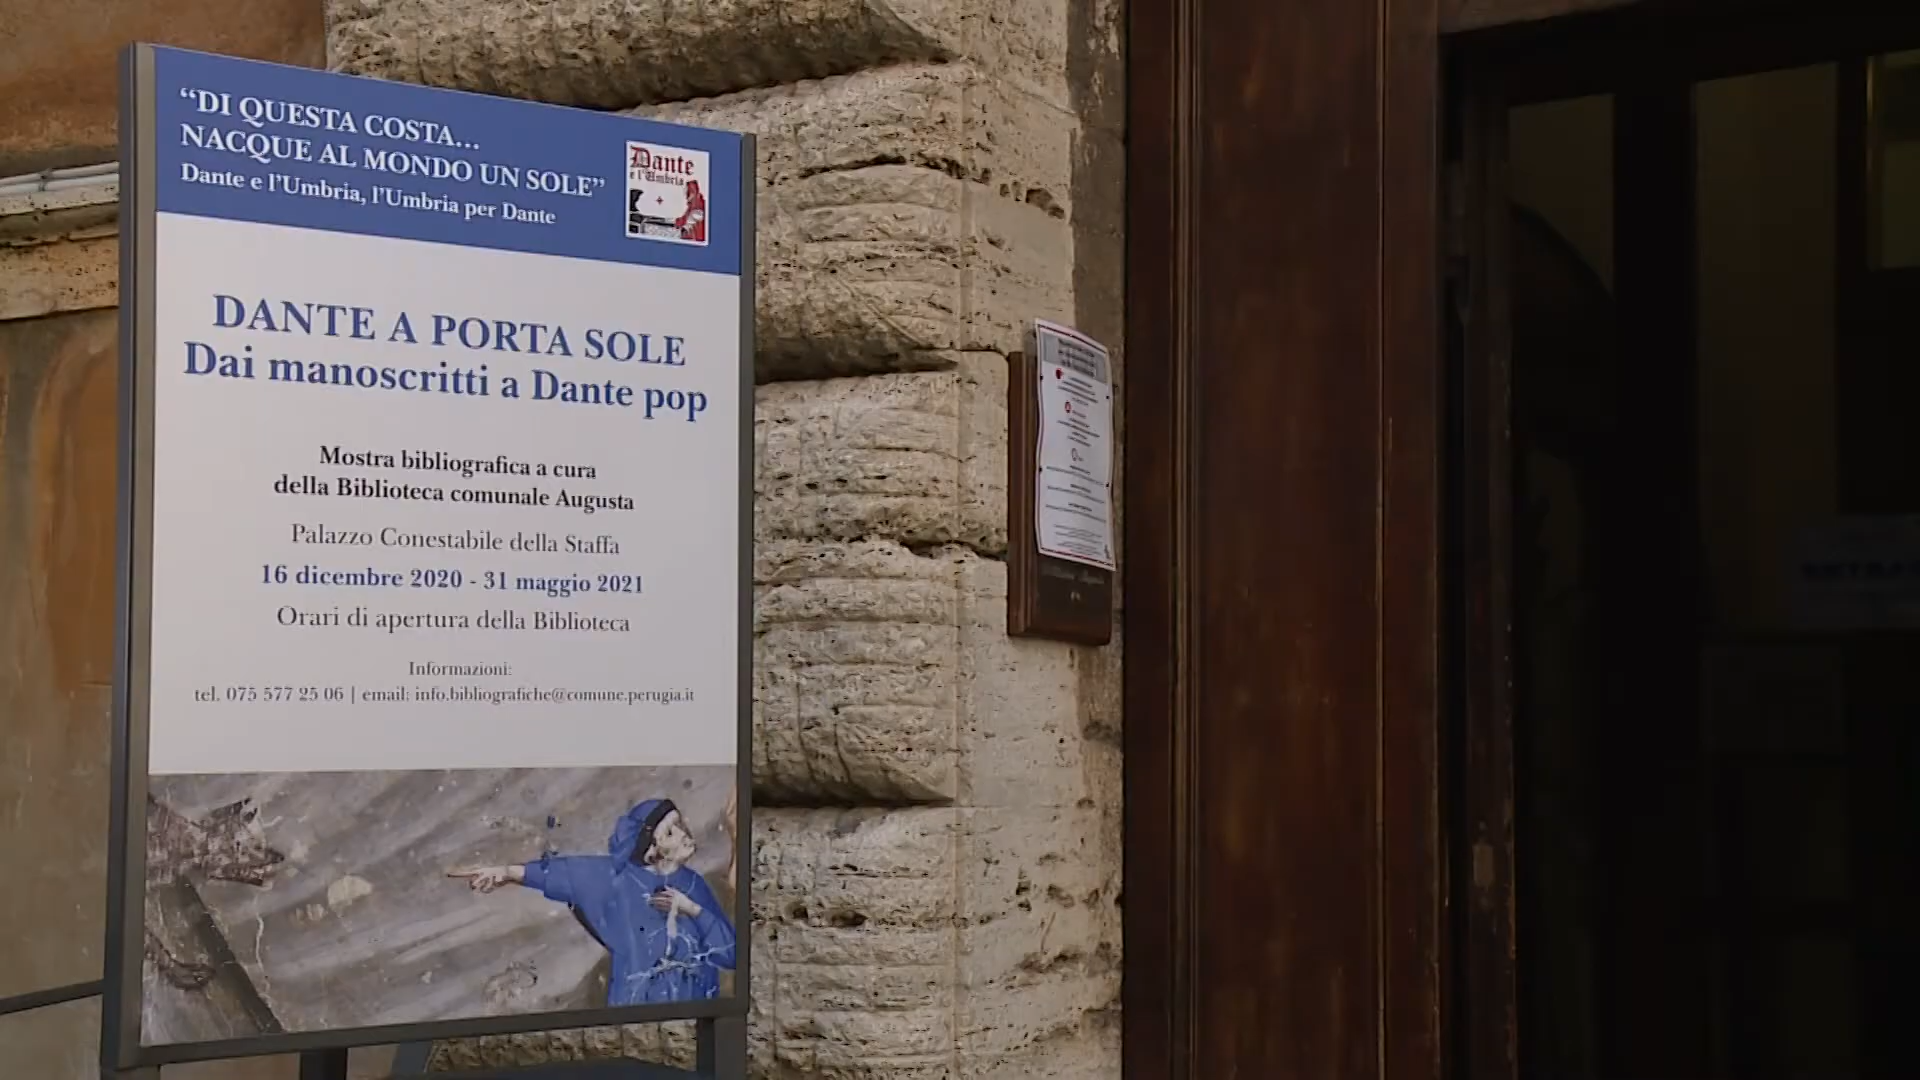 “DI QUESTA COSTA...
NACQUE AL MONDO UN SOLE”
Dante e l’Umbria, l’Umbria per Dante
Dante
e l’Umbria
DANTE A PORTA SOLE
Dai manoscritti a Dante pop
Mostra bibliografica a cura
della Biblioteca comunale Augusta
Palazzo Conestabile della Staffa
16 dicembre 2020 - 31 maggio 2021
Orari di apertura della Biblioteca
Informazioni:
tel. 075 577 25 06 | email: info.bibliografiche@comune.perugia.it